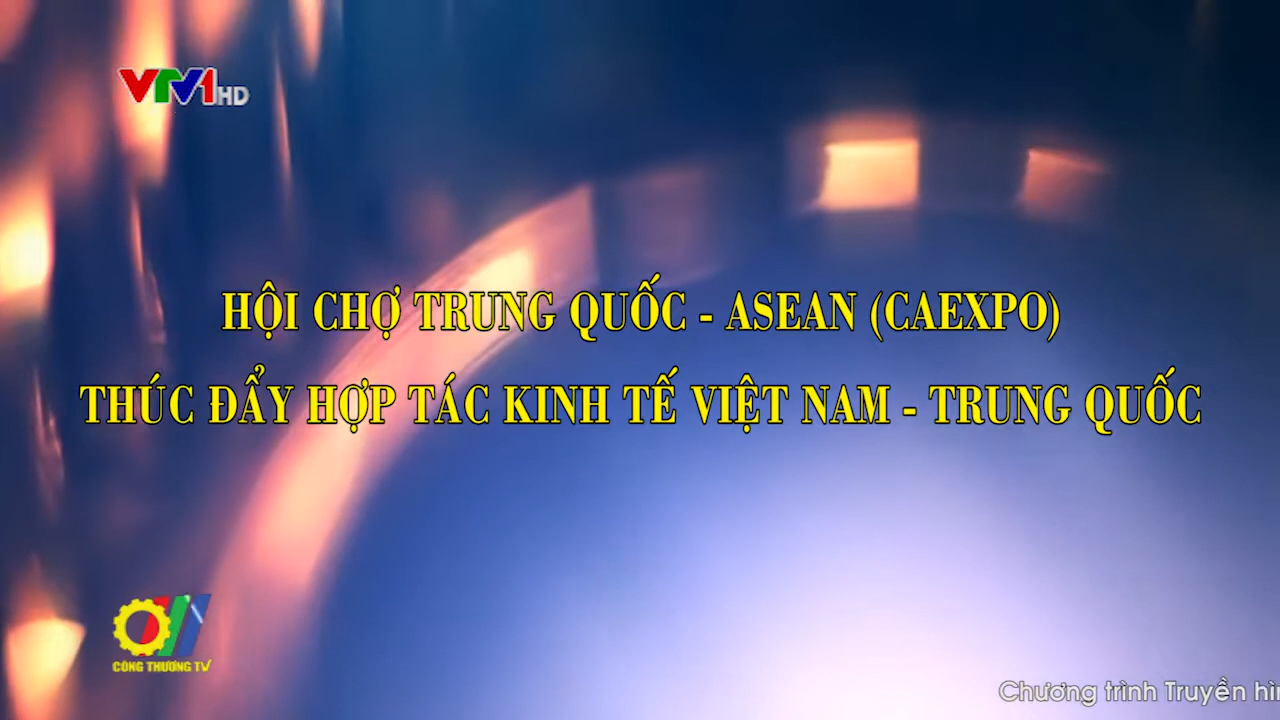 VTV1HD
HỘI CHỢ TRUNG QUỐC - ASEAN (CAEXPO)
THÚC ĐẨY HỢP TÁC KINH TẾ VIỆT NAM - TRUNG QUỐC
CÔNG THƯƠNG TV
Chương trình Truyền hìn